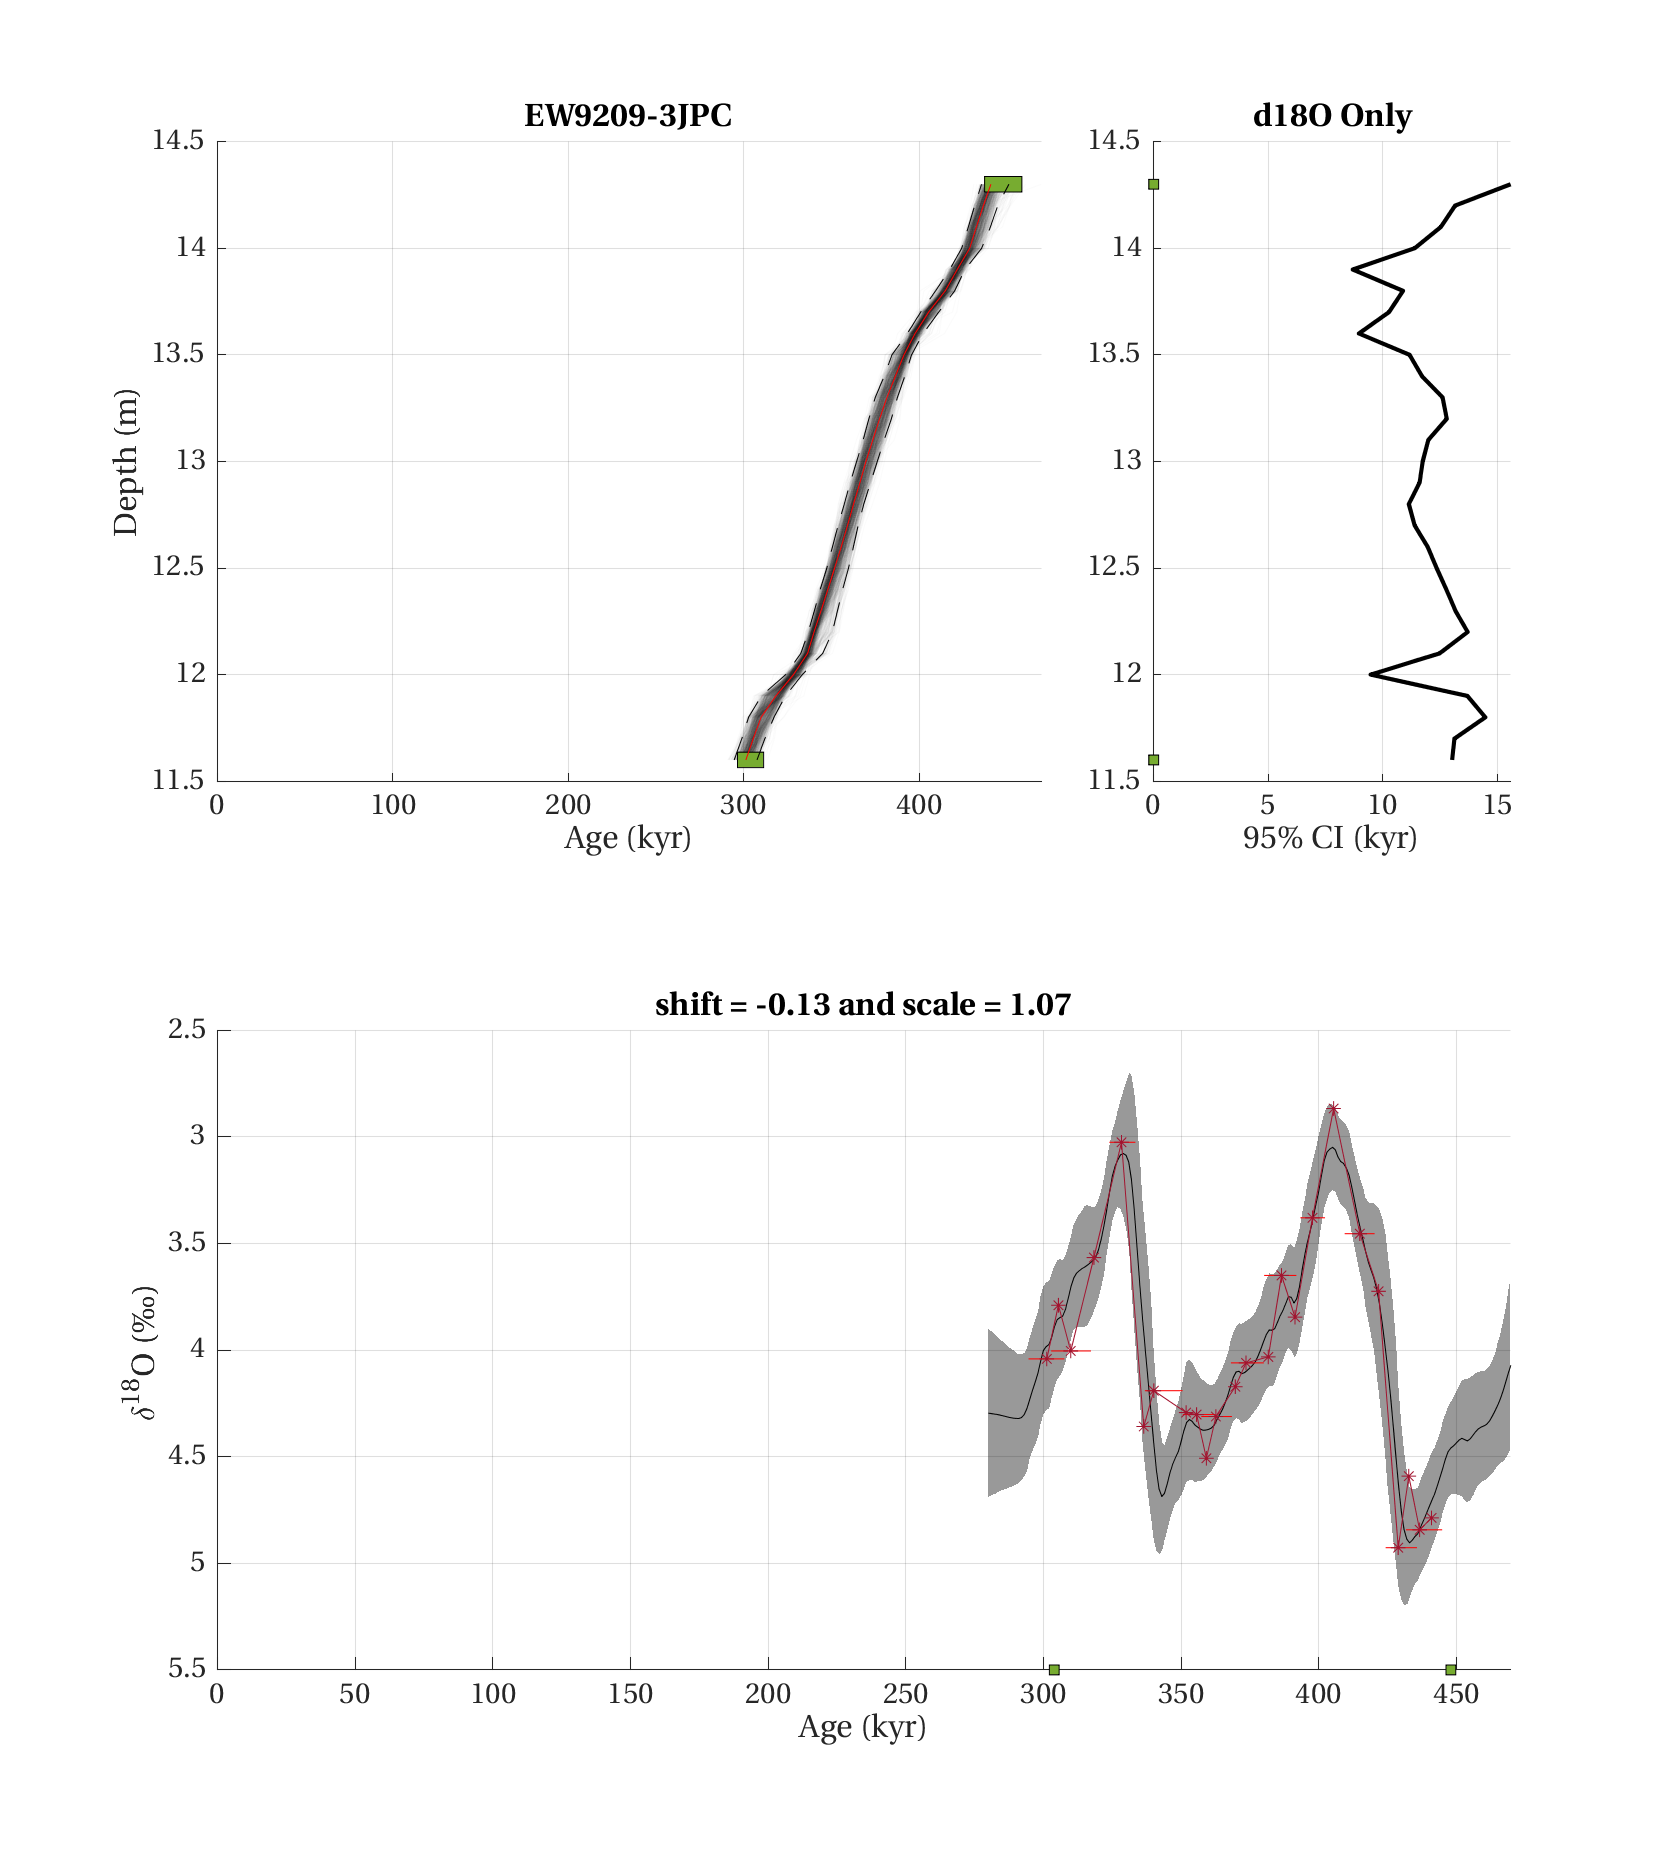 EW9209-3JPC
14.5
14
13.5
13
12.5
12
11.5
Depth (m)
0 100 200 300 400
Age (kyr)
d18O Only
14.5
14
13.5
13
12.5
12
11.5
0 5 10 15
95% CI (kyr)
shift = -0.13 and scale = 1.07
2.5
3
3.5
4
4.5
5
5.5
δ¹⁸O (‰)
0 50 100 150 200 250 300 350 400 450
Age (kyr)